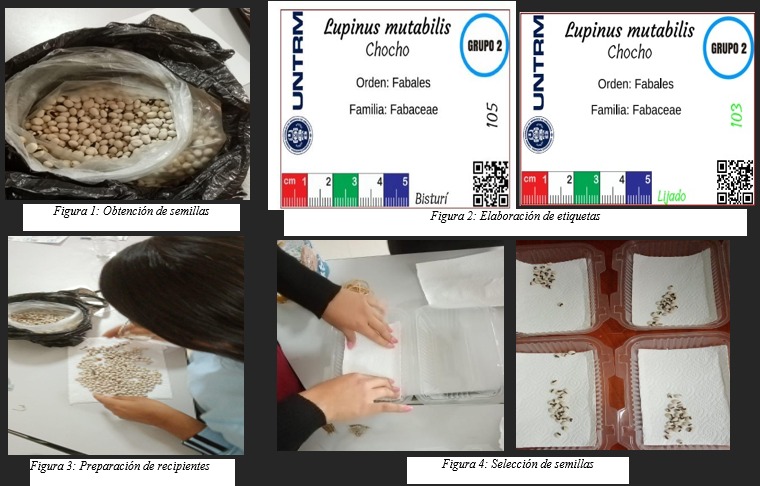 UNTRM
Lupinus mutabilis
Chocho
GRUPO 2
Orden: Fabales
Familia: Fabaceae
105
cm 1 2 3 4 5
Bisturí
UNTRM
Lupinus mutabilis
Chocho
GRUPO 2
Orden: Fabales
Familia: Fabaceae
103
cm 1 2 3 4 5
Lijado
Figura 1: Obtención de semillas
Figura 2: Elaboración de etiquetas
Figura 3: Preparación de recipientes
Figura 4: Selección de semillas